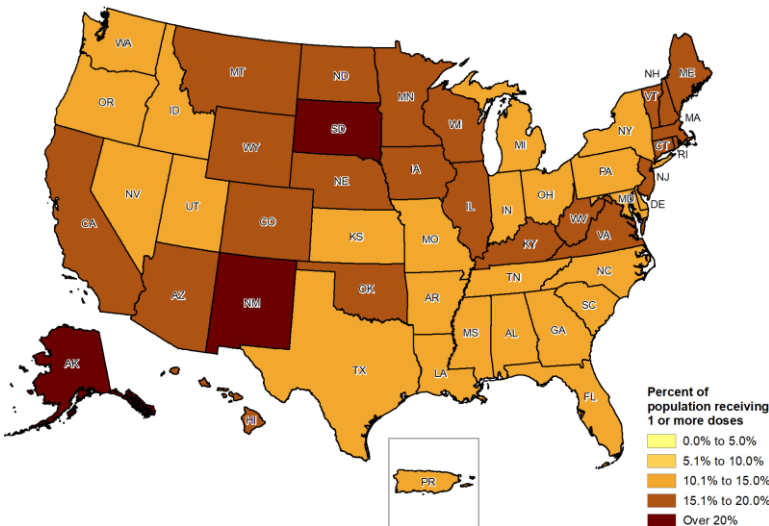 WA
MT
ND
MN
NH
ME
VT
OR
ID
SD
WI
NY
MA
WY
MI
CT
RI
IA
PA
NJ
NE
NV
OH
IL
IN
MD
DE
UT
CO
WV
CA
KS
MO
KY
VA
NC
TN
OK
AZ
NM
AR
SC
MS
AL
GA
AK
TX
LA
FL
HI
PR
Percent of
population receiving
1 or more doses
0.0% to 5.0%
5.1% to 10.0%
10.1% to 15.0%
15.1% to 20.0%
Over 20%